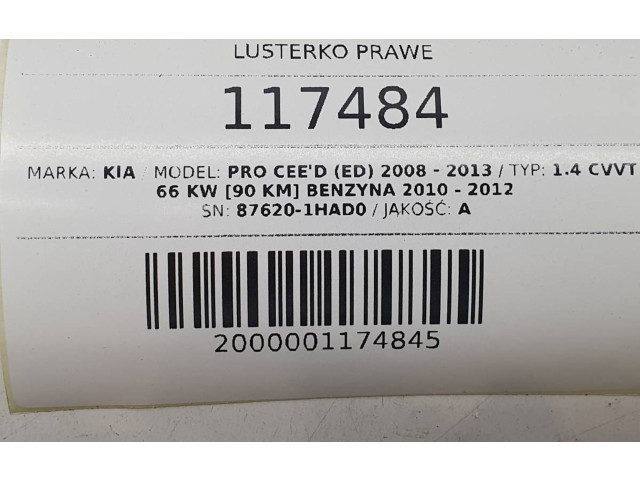 LUSTERKO PRAWE
117484
MARKA: KIA / MODEL: PRO CEE'D (ED) 2008 - 2013 / TYP: 1.4 CVVT
66 KW [90 KM] BENZYNA 2010 - 2012
SN: 87620-1HAD0 / JAKOŚĆ: A
2000001174845